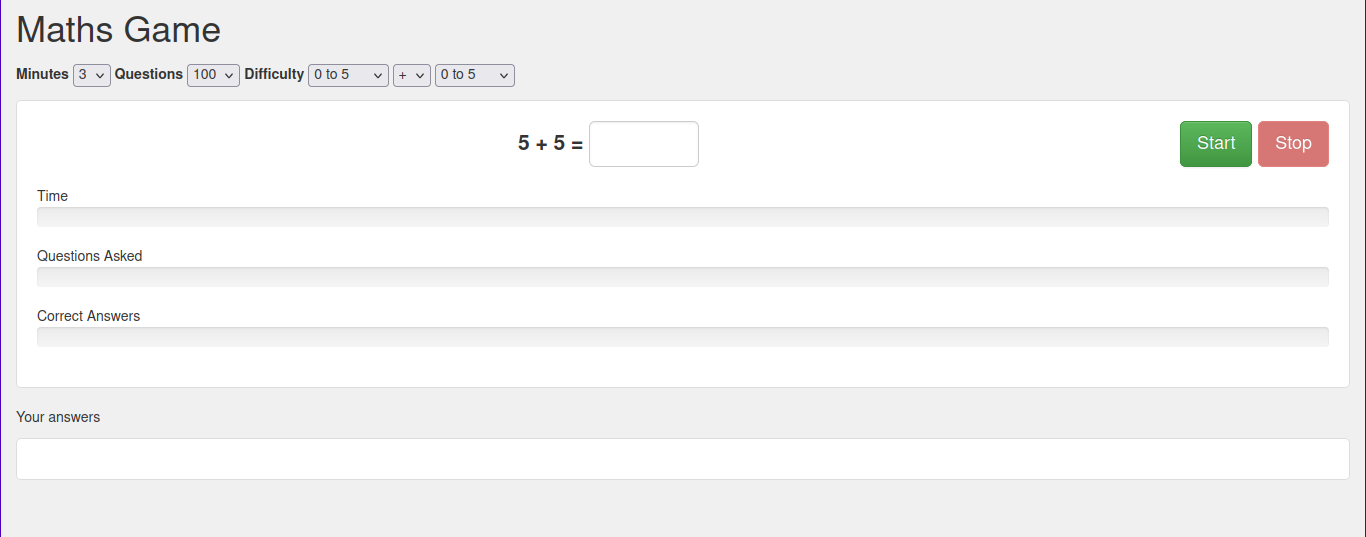 Maths Game
Minutes 3 Questions 100 Difficulty 0 to 5 + 0 to 5
5 + 5 = Start Stop
Time
Questions Asked
Correct Answers
Your answers